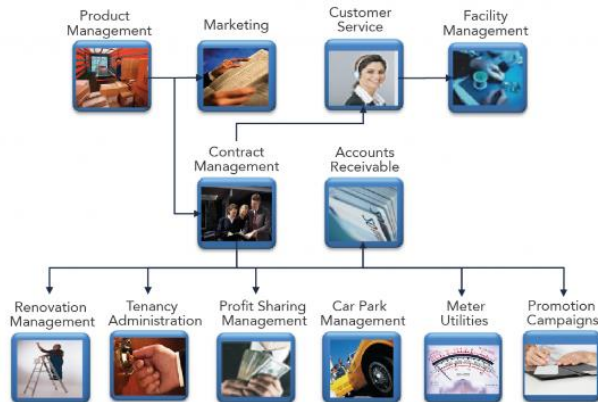 Product
Management
Marketing
Customer
Service
Facility
Management
Contract
Management
Accounts
Receivable
Renovation
Management
Tenancy
Administration
Profit Sharing
Management
Car Park
Management
Meter
Utilities
Promotion
Campaigns